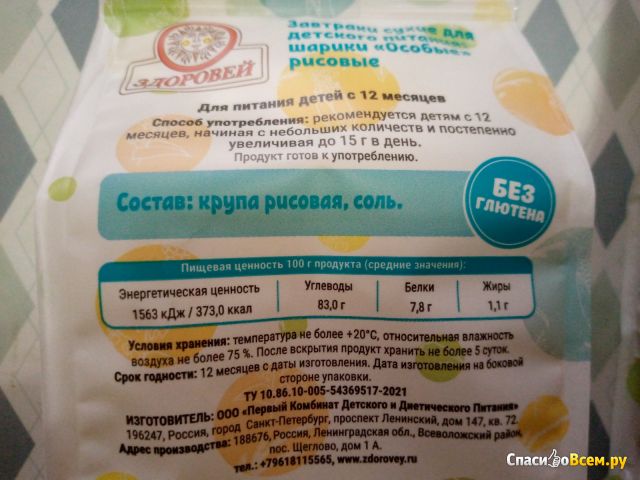 ЗДОРОВЕЙ
Завтраки сухие для
детского питания:
шарики «Особые»
рисовые
Для питания детей с 12 месяцев
Способ употребления: рекомендуется детям с 12
месяцев, начиная с небольших количеств и постепенно
увеличивая до 15 г в день.
Продукт готов к употреблению.
Состав: крупа рисовая, соль.
БЕЗ
ГЛЮТЕНА
Пищевая ценность 100 г продукта (средние значения):
Энергетическая ценность Углеводы Белки Жиры
1563 кДж / 373,0 ккал 83,0 г 7,8 г 1,1 г
Условия хранения: температура не более +20°С, относительная влажность
воздуха не более 75 %. После вскрытия продукт хранить не более 5 суток.
Срок годности: 12 месяцев с даты изготовления. Дата изготовления на боковой
стороне упаковки.
ТУ 10.86.10-005-54369517-2021
ИЗГОТОВИТЕЛЬ: ООО «Первый Комбинат Детского и Диетического Питания»
196247, Россия, город Санкт-Петербург, проспект Ленинский, дом 147, кв. 72.
Адрес производства: 188676, Россия, Ленинградская обл., Всеволожский район,
пос. Щеглово, дом 1 А.
тел.: +79618115565, www.zdorovey.ru
СпасибоВсем.ру